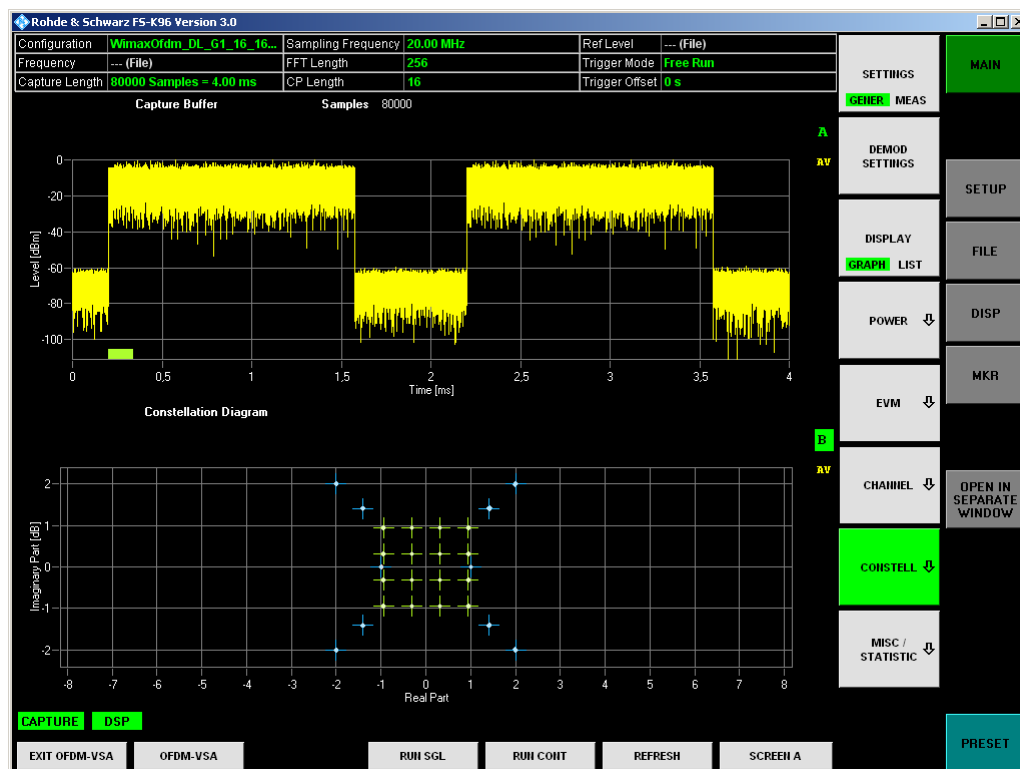 Rohde & Schwarz FS-K96 Version 3.0
Configuration WimaxOfdm_DL_G1_16_16... Sampling Frequency 20.00 MHz Ref Level --- (File)
Frequency --- (File) FFT Length 256 Trigger Mode Free Run
Capture Length 80000 Samples = 4.00 ms CP Length 16 Trigger Offset 0 s
Capture Buffer Samples 80000
A
AV
0
-20
-40
-60
-80
-100
Level [dBm]
0 0,5 1 1,5 2 2,5 3 3,5 4
Time [ms]
Constellation Diagram
B
AV
2
1
0
-1
-2
Imaginary Part [dB]
-8 -7 -6 -5 -4 -3 -2 -1 0 1 2 3 4 5 6 7 8
Real Part
CAPTURE DSP
EXIT OFDM-VSA OFDM-VSA RUN SGL RUN CONT REFRESH SCREEN A
SETTINGS
GENER MEAS
DEMOD
SETTINGS
DISPLAY
GRAPH LIST
POWER
EVM
CHANNEL
CONSTELL
MISC /
STATISTIC
MAIN
SETUP
FILE
DISP
MKR
OPEN IN
SEPARATE
WINDOW
PRESET